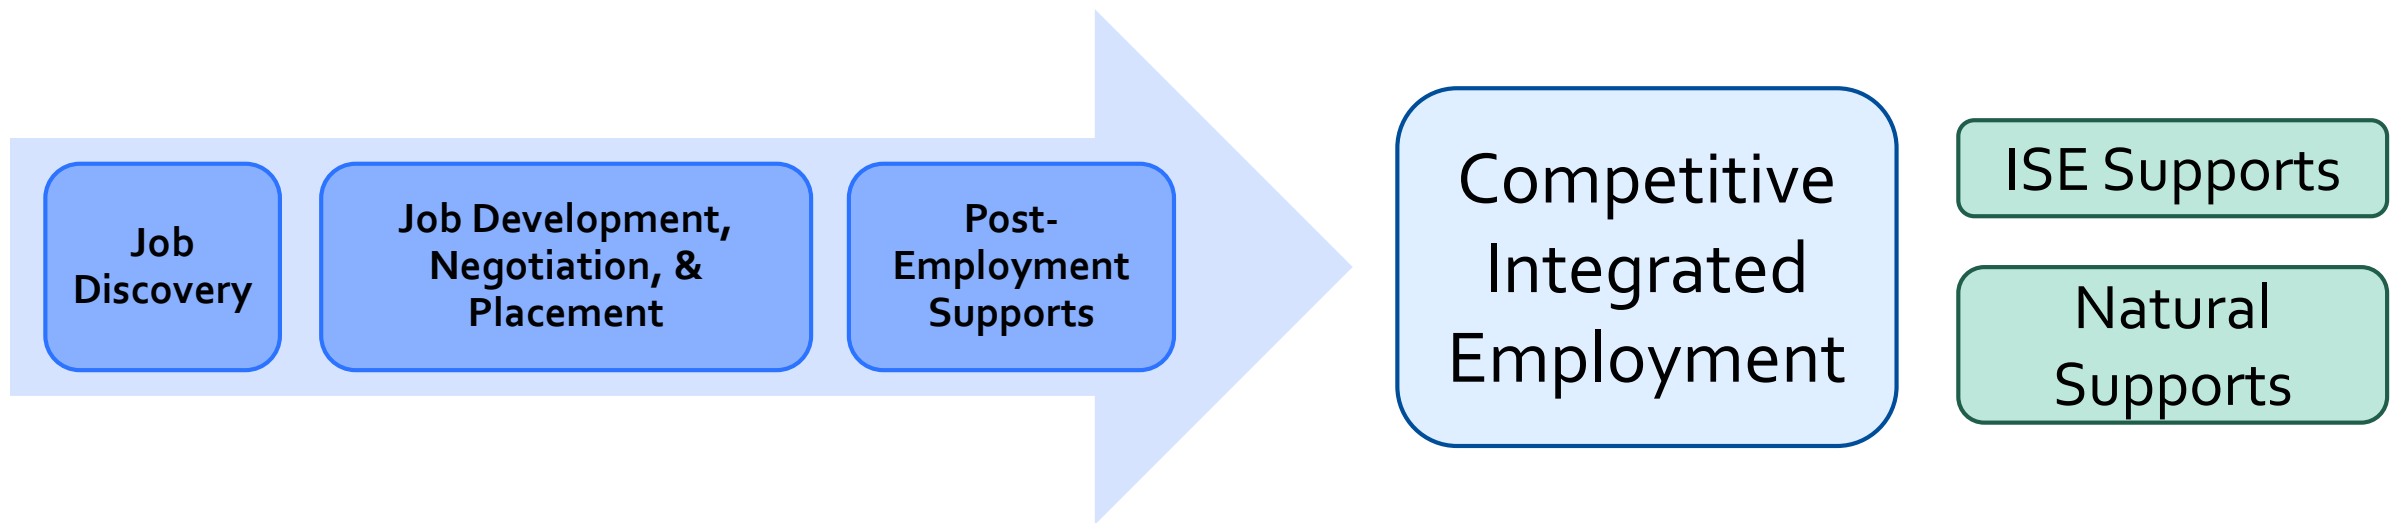 Job
Discovery
Job Development,
Negotiation, &
Placement
Post-
Employment
Supports
Competitive
Integrated
Employment
ISE Supports
Natural
Supports